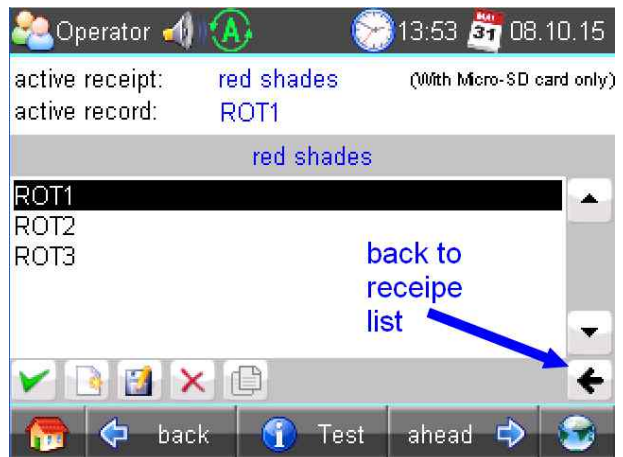 Operator 13:53 31 08.10.15
active receipt: red shades (With Micro-SD card only)
active record: ROT1
red shades
ROT1
ROT2
ROT3
back to
receipe
list
back Test ahead